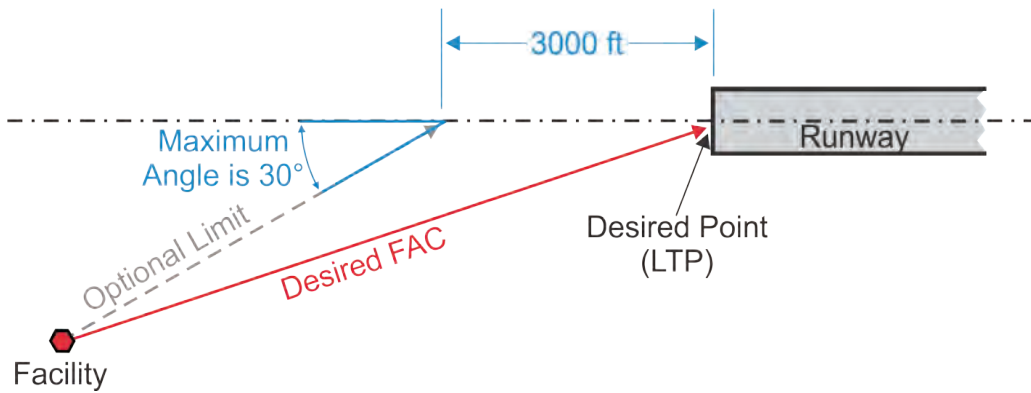 3000 ft
Maximum
Angle is 30°
Runway
Optional Limit
Desired FAC
Desired Point
(LTP)
Facility